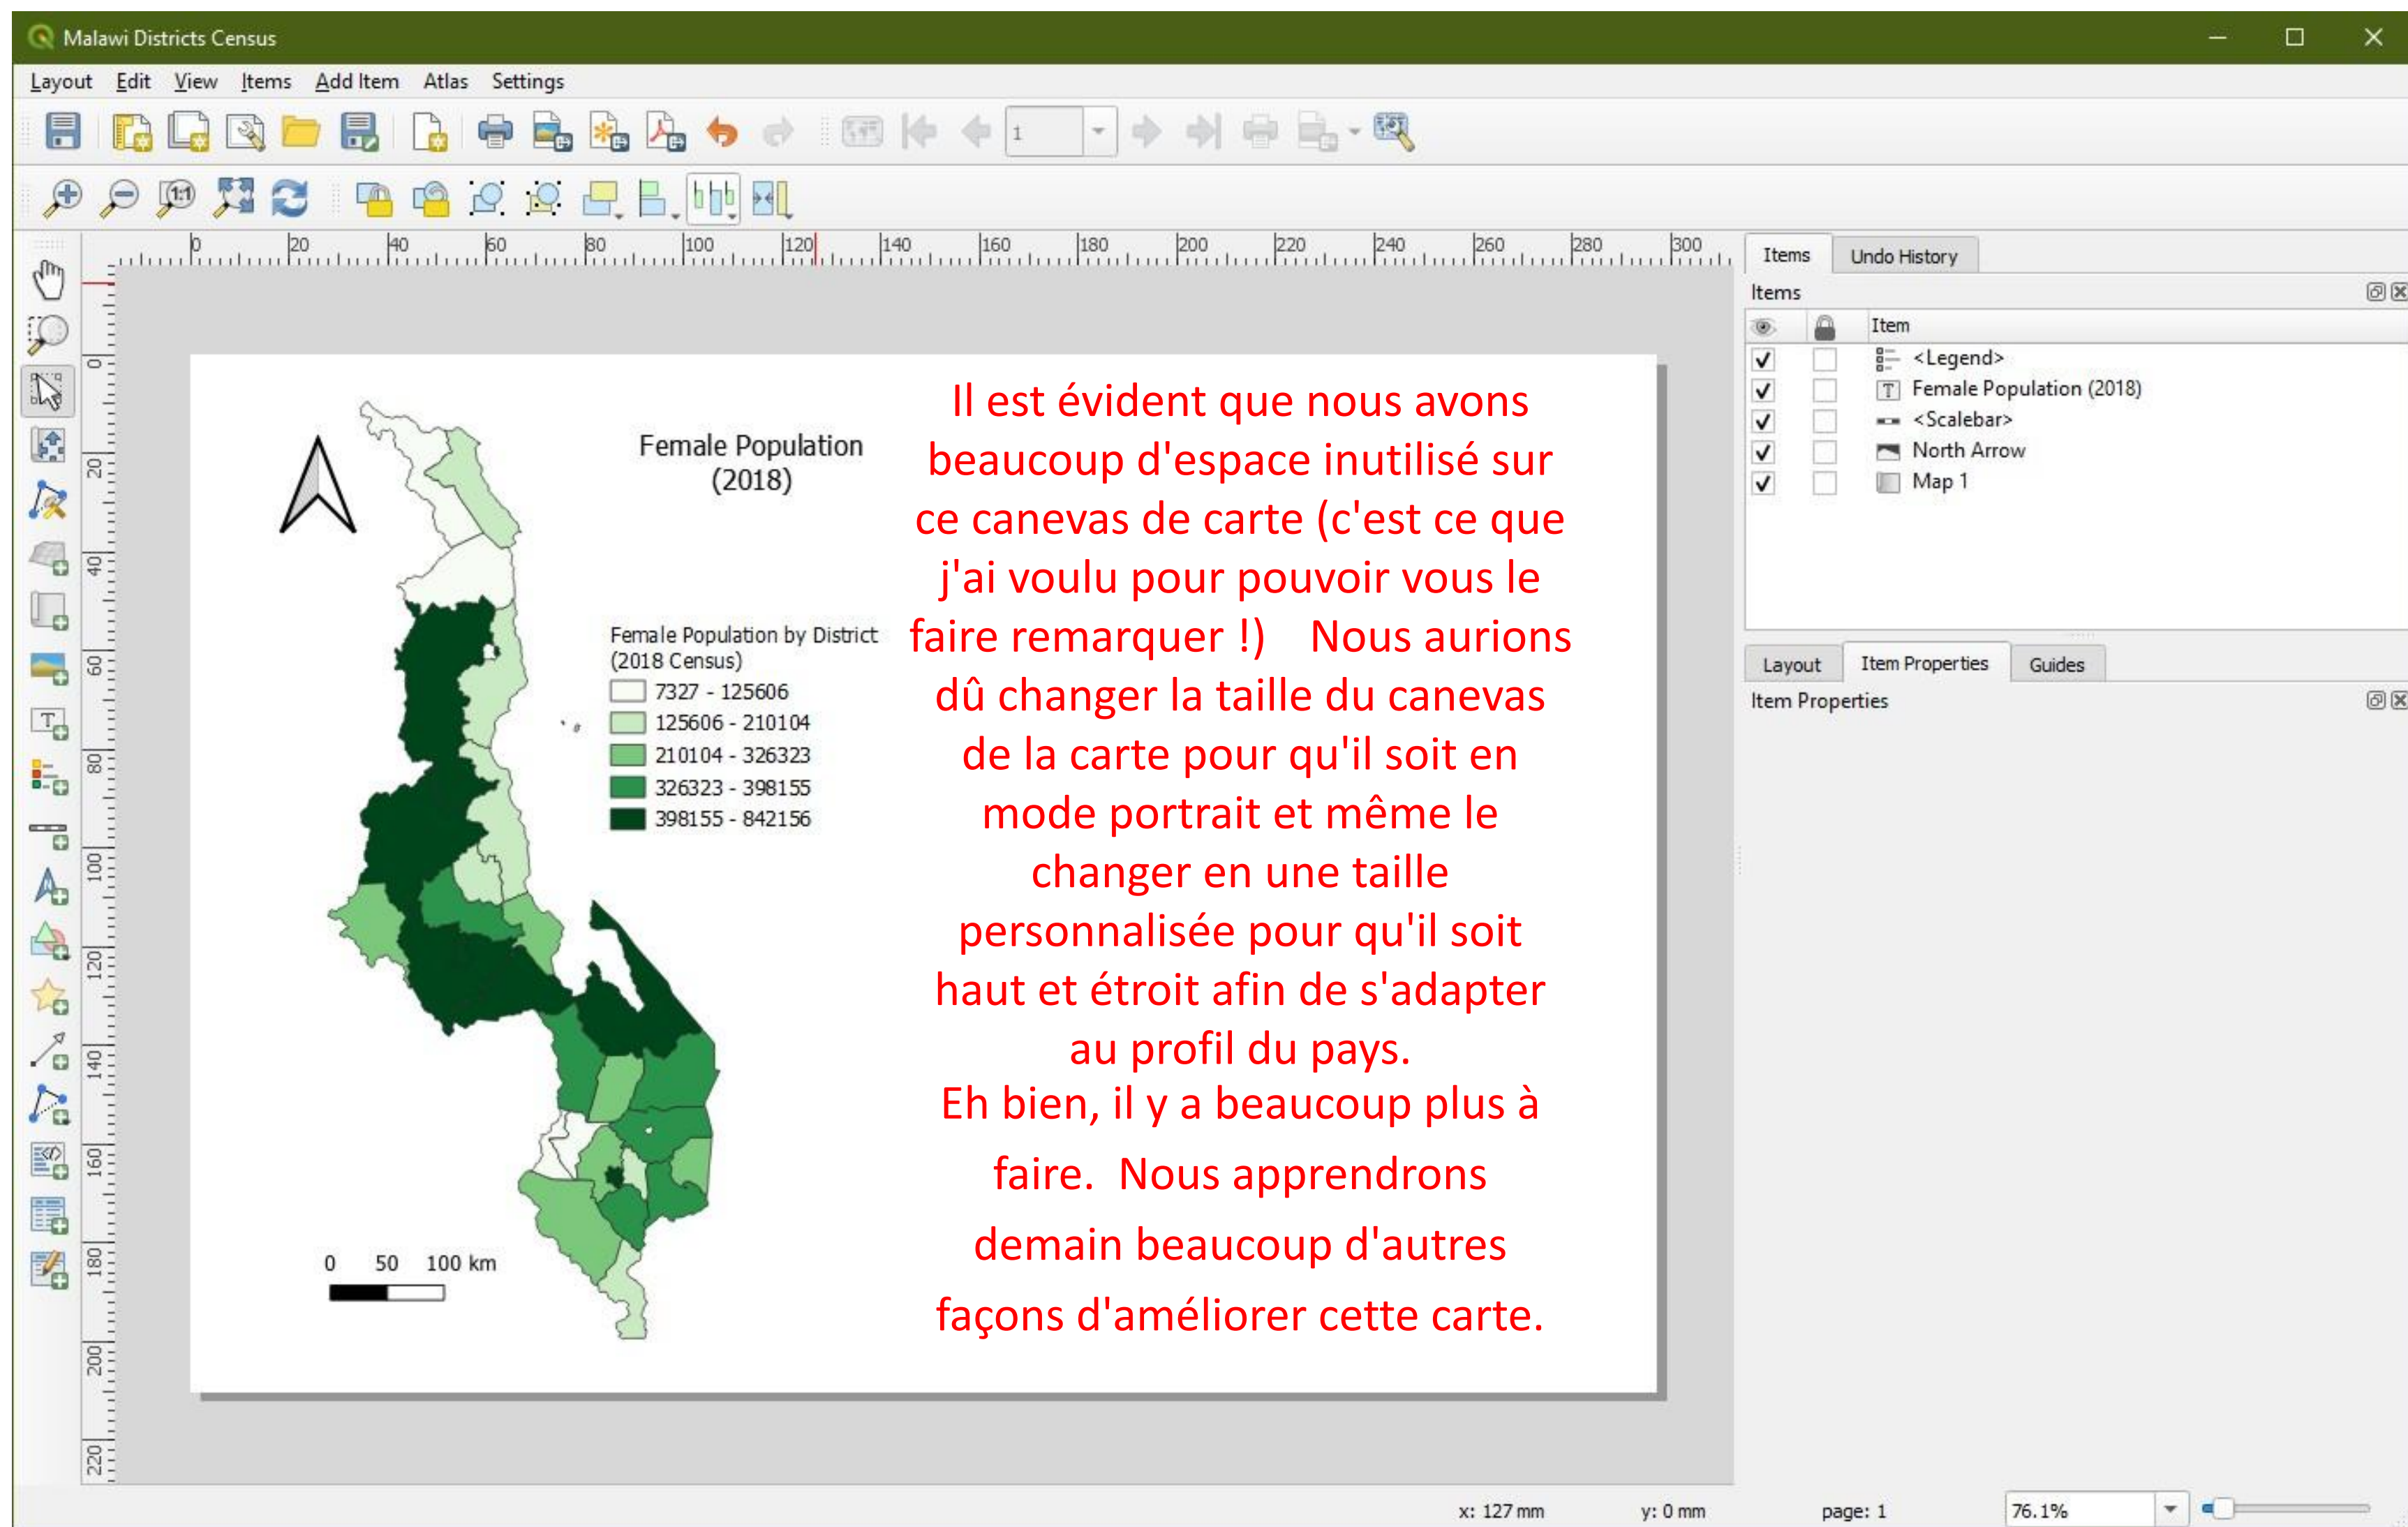 Malawi Districts Census
Layout Edit View Items Add Item Atlas Settings
1
1:1
0 20 40 60 80 100 120 140 160 180 200 220 240 260 280 300
0
20
40
60
80
100
120
140
160
180
200
220
Female Population
(2018)
Female Population by District
(2018 Census)
7327 - 125606
125606 - 210104
210104 - 326323
326323 - 398155
398155 - 842156
0 50 100 km
Il est évident que nous avons
beaucoup d'espace inutilisé sur
ce canevas de carte (c'est ce que
j'ai voulu pour pouvoir vous le
faire remarquer !) Nous aurions
dû changer la taille du canevas
de la carte pour qu'il soit en
mode portrait et même le
changer en une taille
personnalisée pour qu'il soit
haut et étroit afin de s'adapter
au profil du pays.
Eh bien, il y a beaucoup plus à
faire. Nous apprendrons
demain beaucoup d'autres
façons d'améliorer cette carte.
Items Undo History
Items
Item
<Legend>
Female Population (2018)
<Scalebar>
North Arrow
Map 1
Layout Item Properties Guides
Item Properties
x: 127 mm y: 0 mm page: 1 76.1%